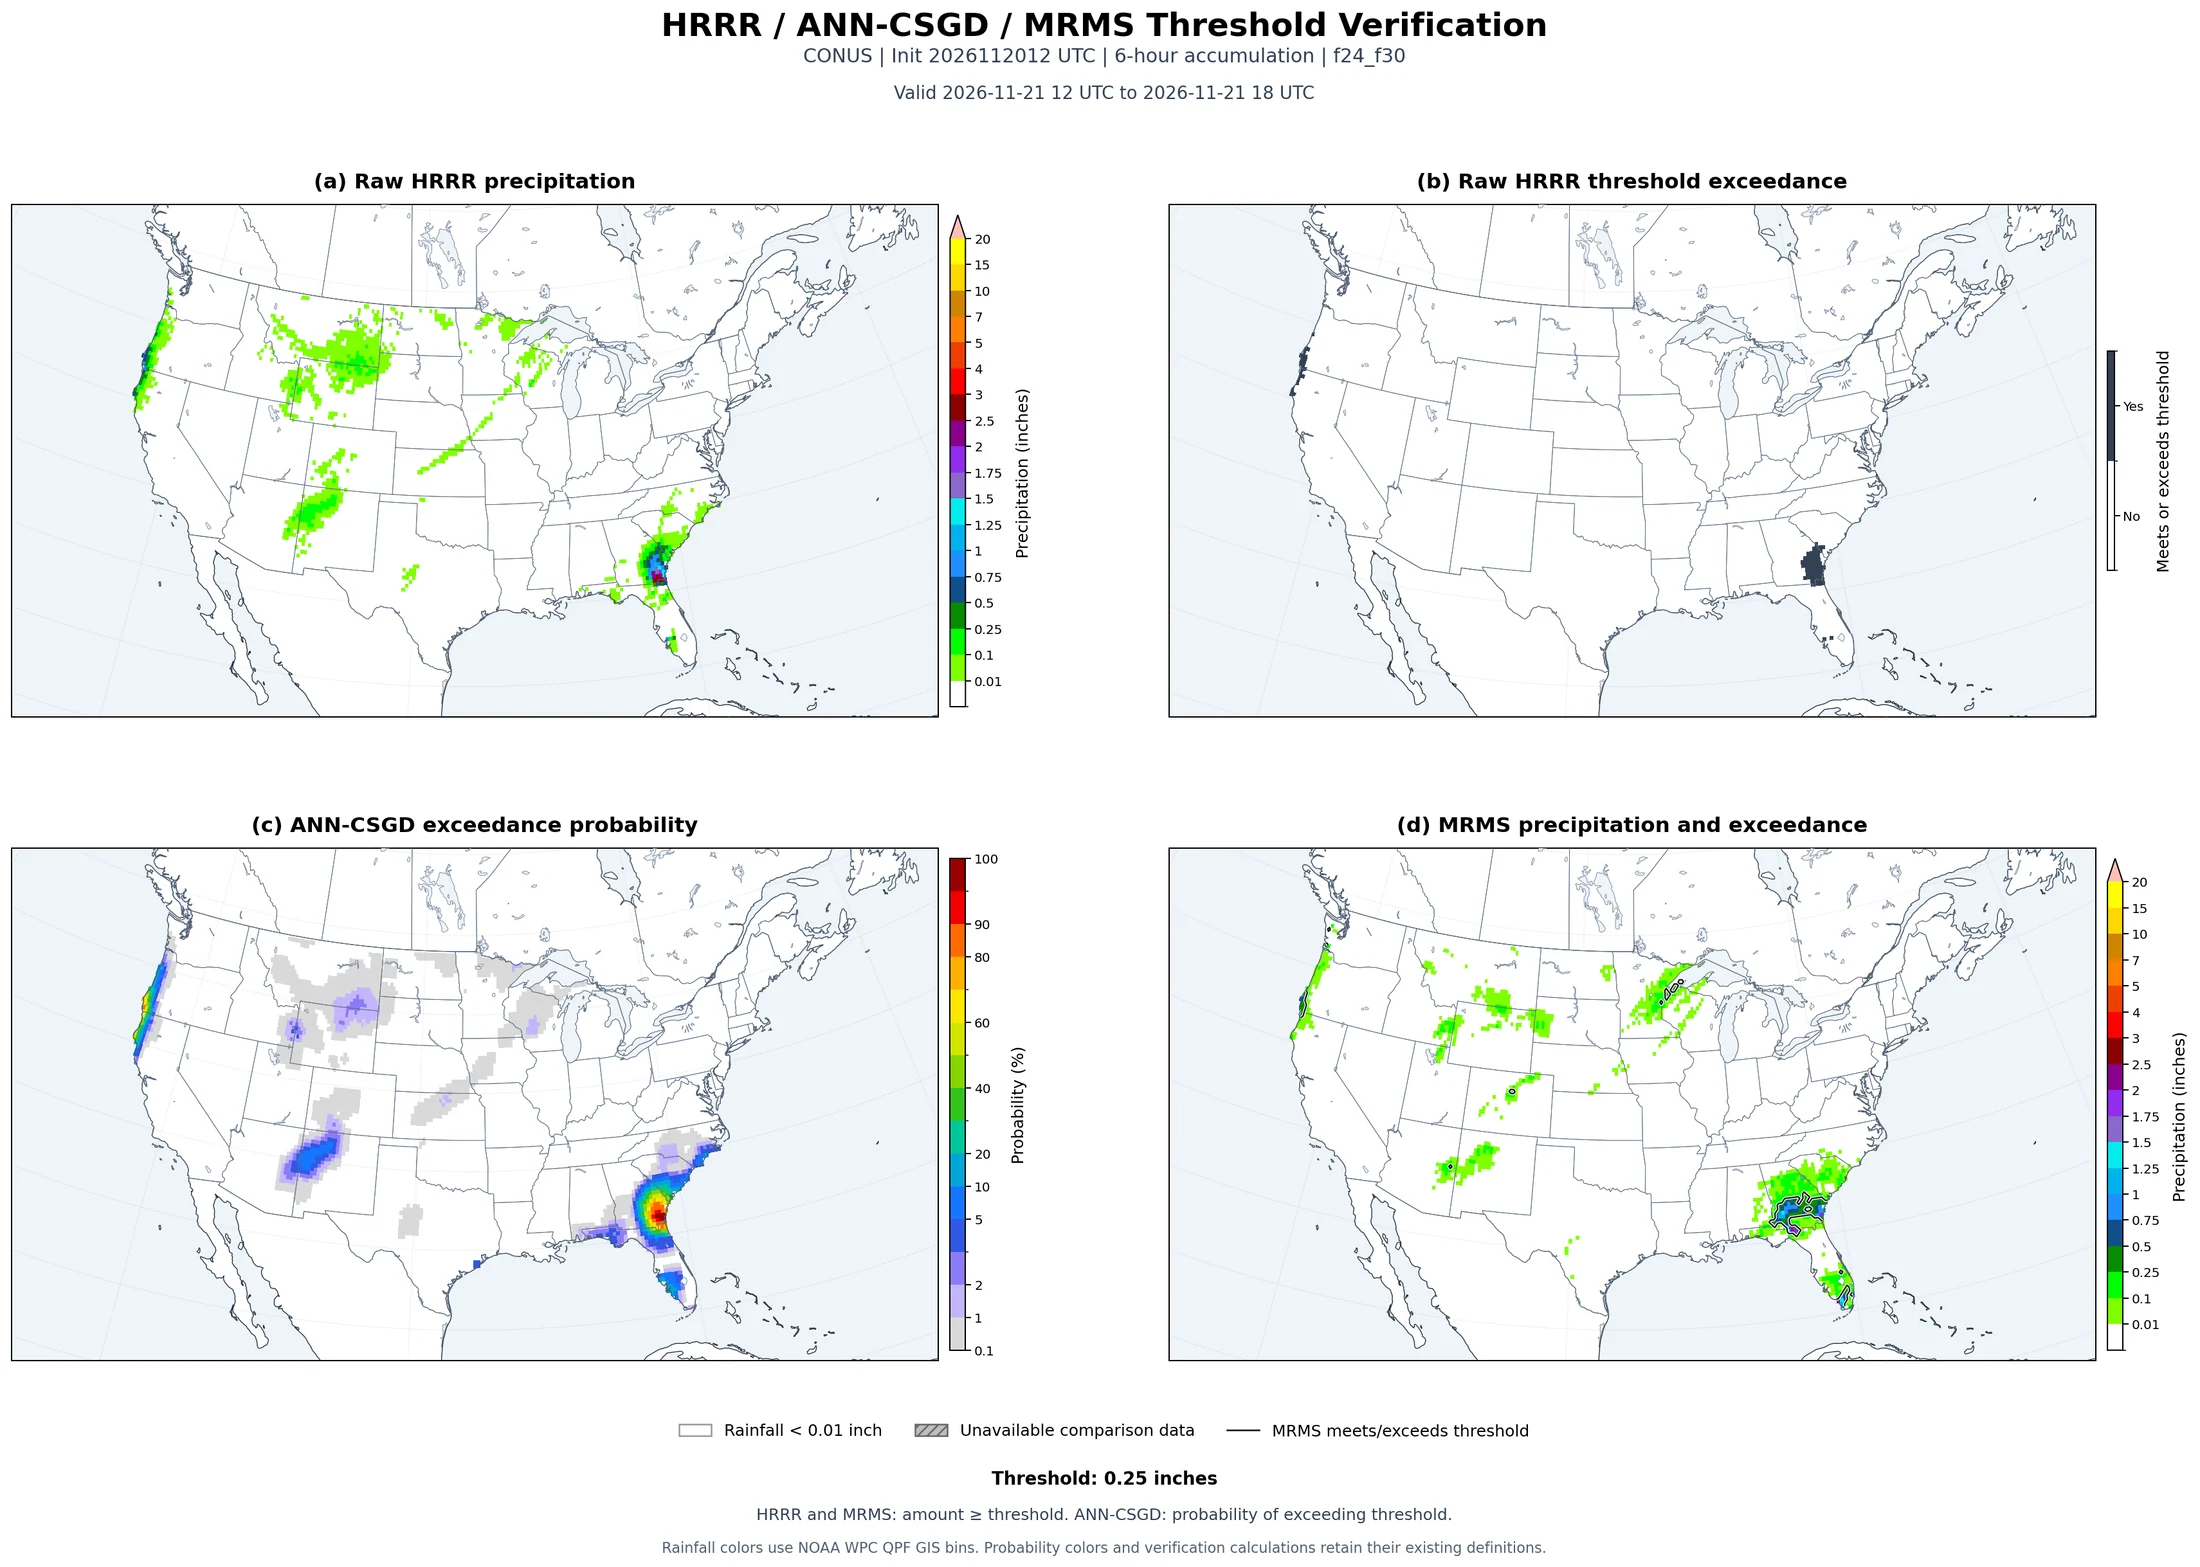 HRRR / ANN-CSGD / MRMS Threshold Verification
CONUS | Init 2026112012 UTC | 6-hour accumulation | f24_f30
Valid 2026-11-21 12 UTC to 2026-11-21 18 UTC
(a) Raw HRRR precipitation
20
15
10
7
5
4
3
2.5
2
1.75
1.5
1.25
1
0.75
0.5
0.25
0.1
0.01
Precipitation (inches)
(b) Raw HRRR threshold exceedance
Yes
No
Meets or exceeds threshold
(c) ANN-CSGD exceedance probability
100
90
80
60
40
20
10
5
2
1
0.1
Probability (%)
(d) MRMS precipitation and exceedance
20
15
10
7
5
4
3
2.5
2
1.75
1.5
1.25
1
0.75
0.5
0.25
0.1
0.01
Precipitation (inches)
Rainfall < 0.01 inch
Unavailable comparison data
MRMS meets/exceeds threshold
Threshold: 0.25 inches
HRRR and MRMS: amount ≥ threshold. ANN-CSGD: probability of exceeding threshold.
Rainfall colors use NOAA WPC QPF GIS bins. Probability colors and verification calculations retain their existing definitions.